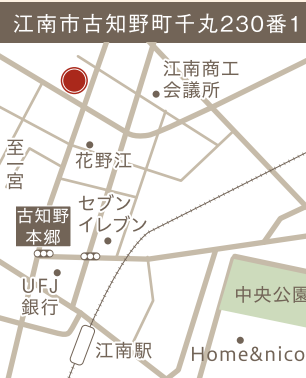 江南市古知野町千丸230番1
江南商工
会議所
花野江
至一宮
セブン
イレブン
古知野
本郷
UFJ
銀行
中央公園
江南駅
Home&nico